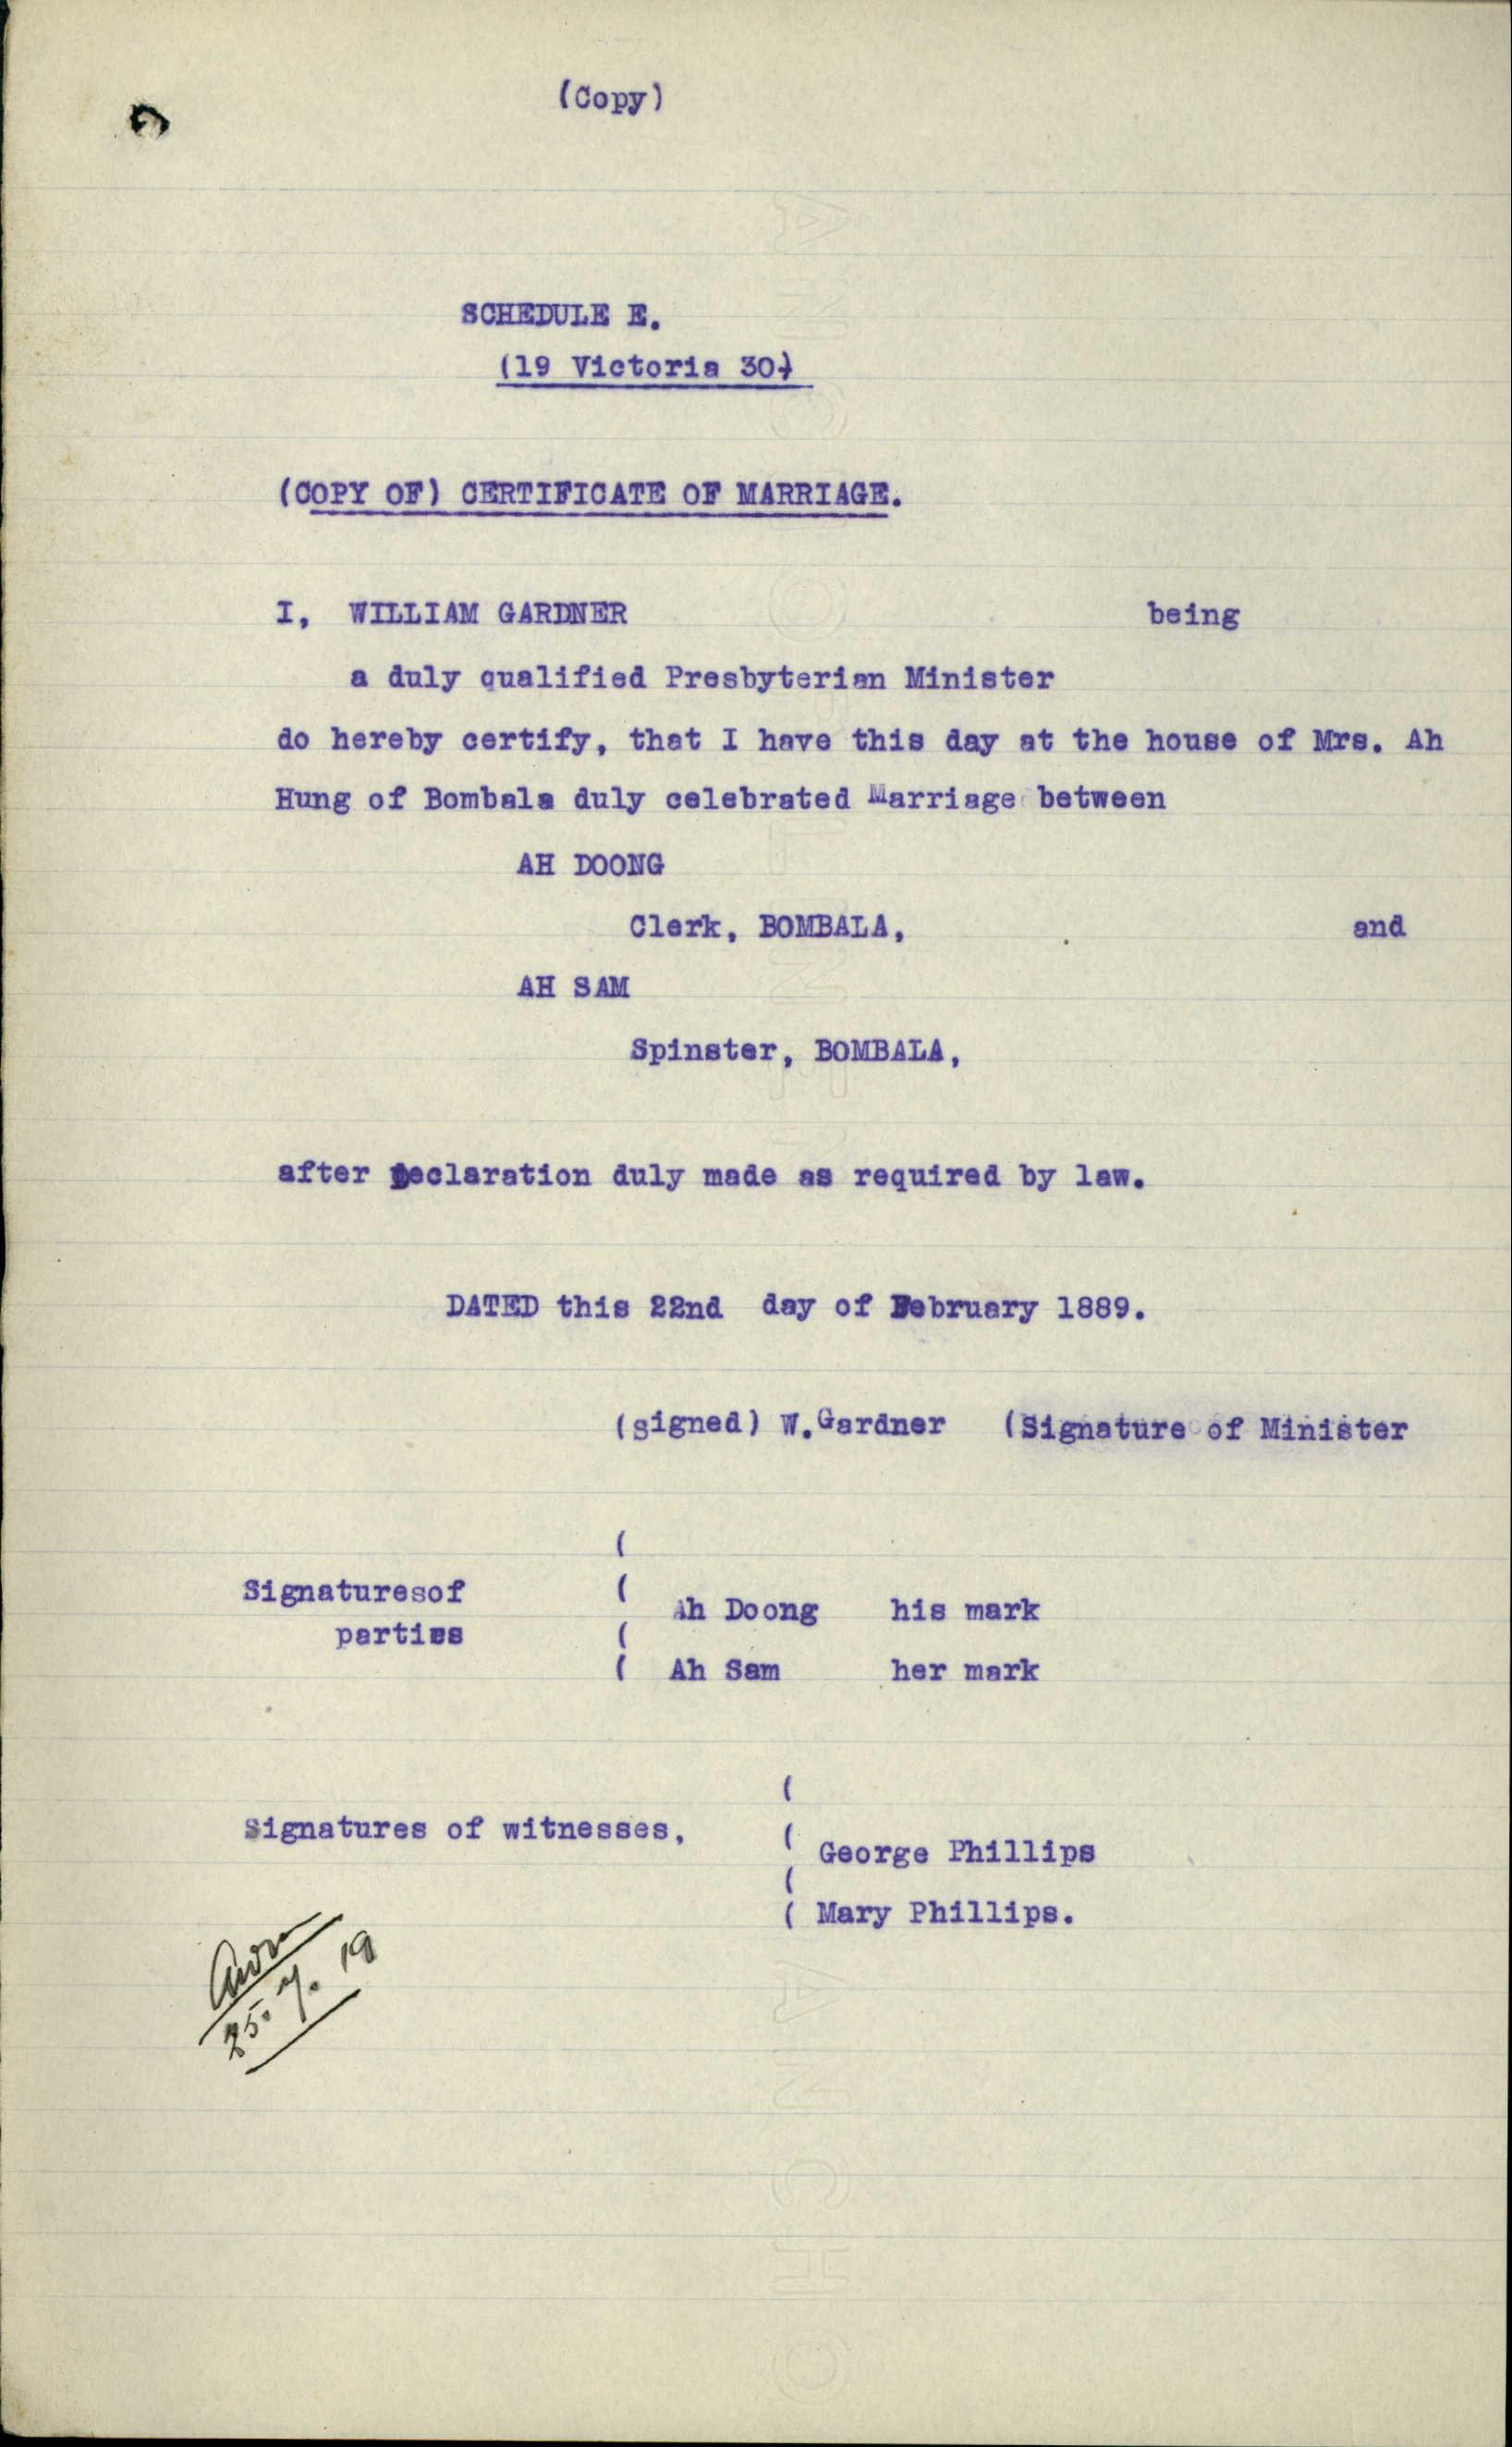 (Copy)
SCHEDULE E.
(19 Victoria 30)
(COPY OF) CERTIFICATE OF MARRIAGE.
I, WILLIAM GARDNER being
a duly qualified Presbyterian Minister
do hereby certify, that I have this day at the house of Mrs. Ah
Hung of Bombala duly celebrated Marriage between
AH DOONG
Clerk, BOMBALA, and
AH SAM
Spinster, BOMBALA,
after Declaration duly made as required by law.
DATED this 22nd day of February 1889.
(signed) W.Gardner (Signature of Minister
Signaturesof
parties
( Ah Doong his mark
( Ah Sam her mark
Signatures of witnesses,
( George Phillips
( Mary Phillips.
25.7.19